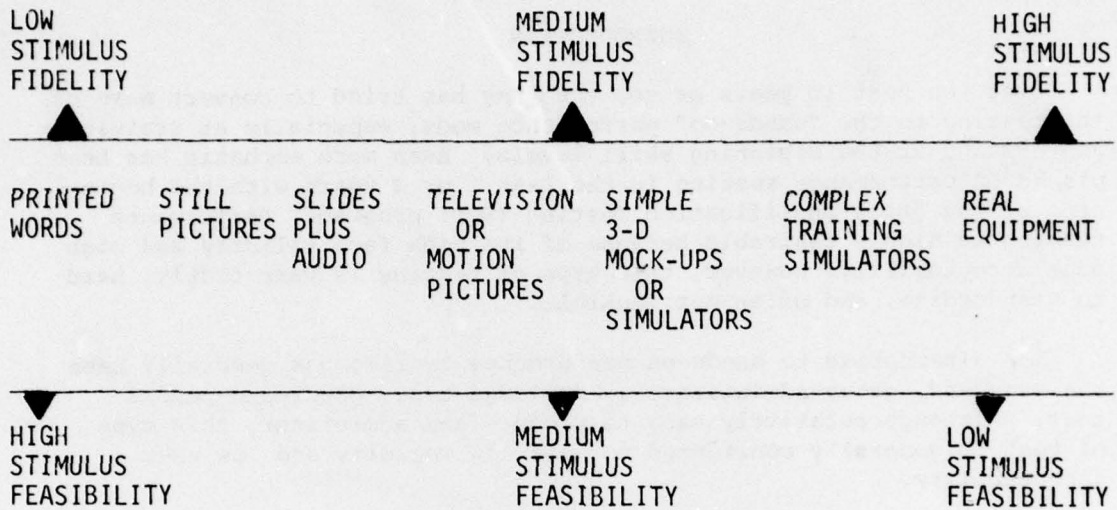 LOW
STIMULUS
FIDELITY
MEDIUM
STIMULUS
FIDELITY
HIGH
STIMULUS
FIDELITY
PRINTED
WORDS
STILL
PICTURES
SLIDES
PLUS
AUDIO
TELEVISION
OR
MOTION
PICTURES
SIMPLE
3-D
MOCK-UPS
OR
SIMULATORS
COMPLEX
TRAINING
SIMULATORS
REAL
EQUIPMENT
HIGH
STIMULUS
FEASIBILITY
MEDIUM
STIMULUS
FEASIBILITY
LOW
STIMULUS
FEASIBILITY